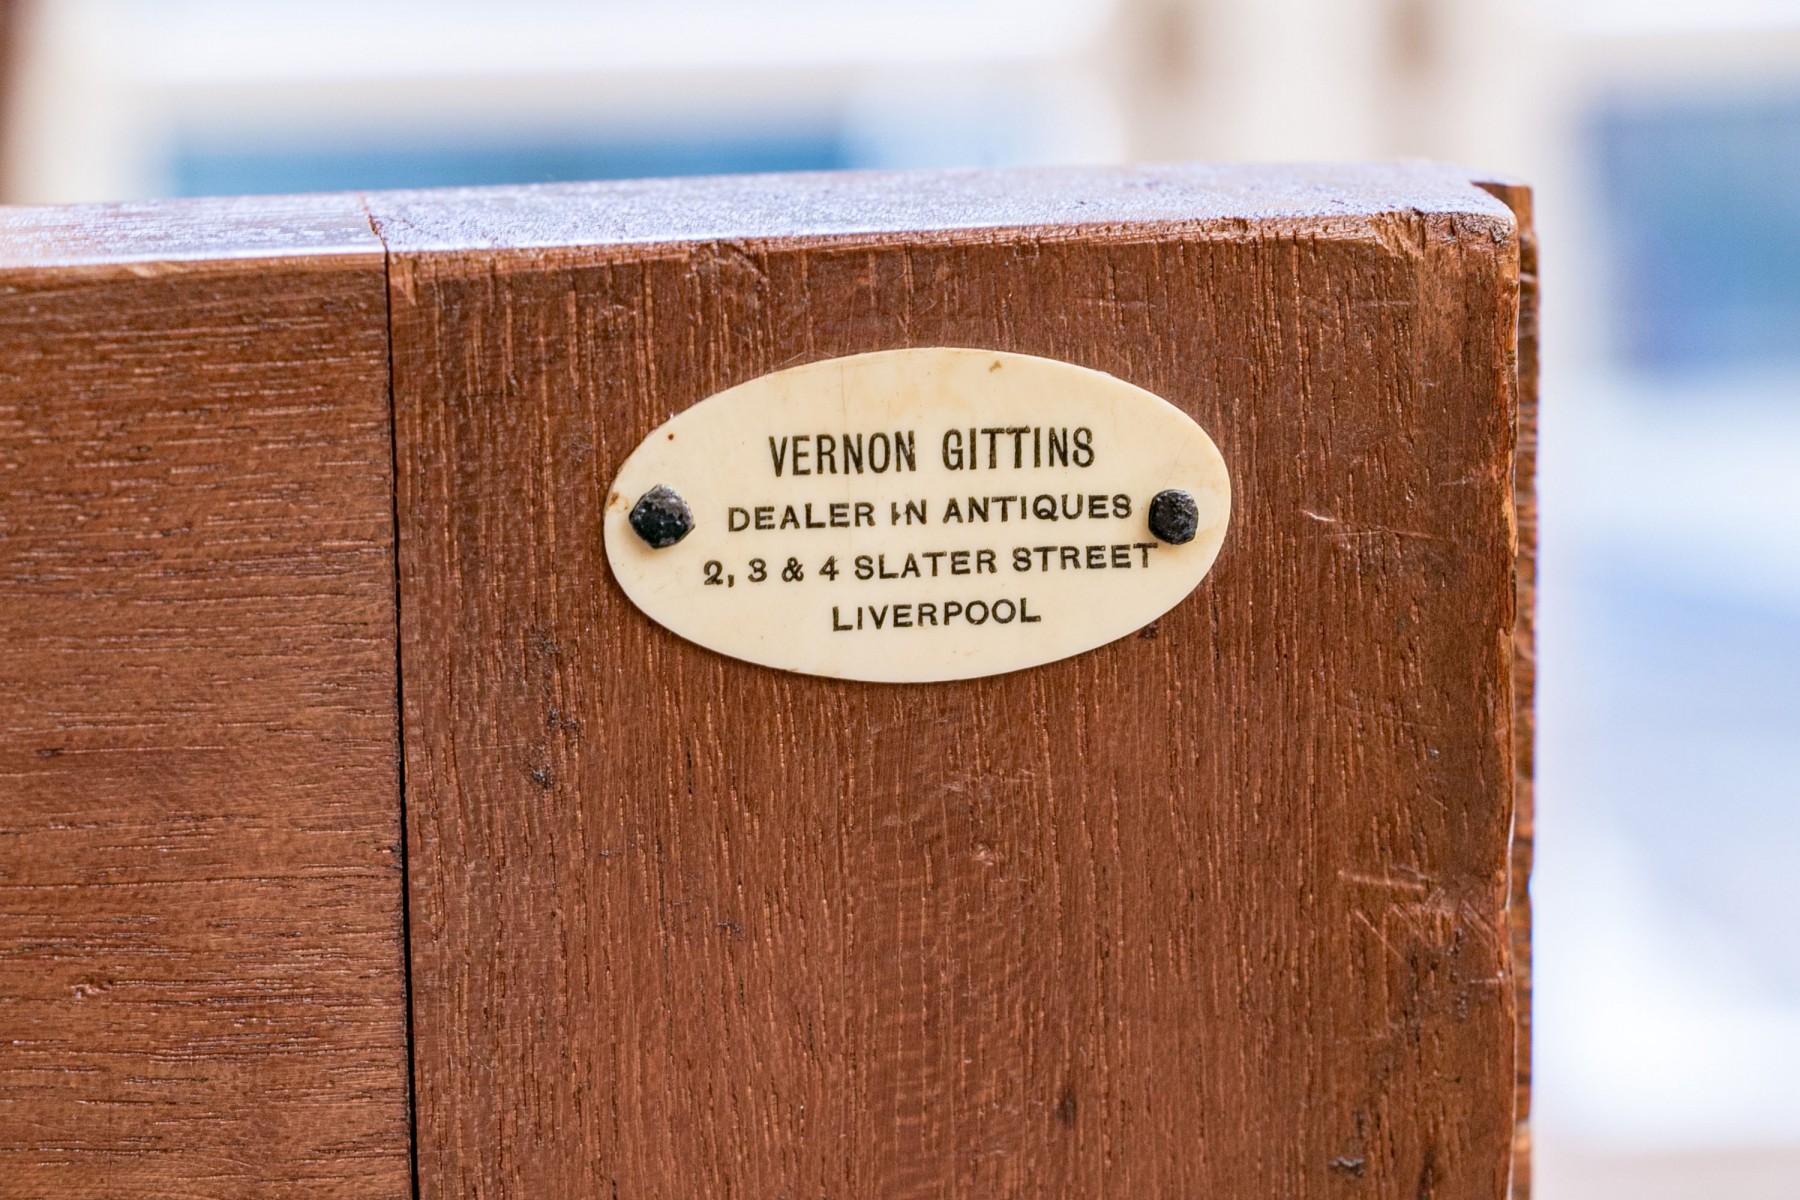 VERNON GITTINS
DEALER IN ANTIQUES
2, 3 & 4 SLATER STREET
LIVERPOOL